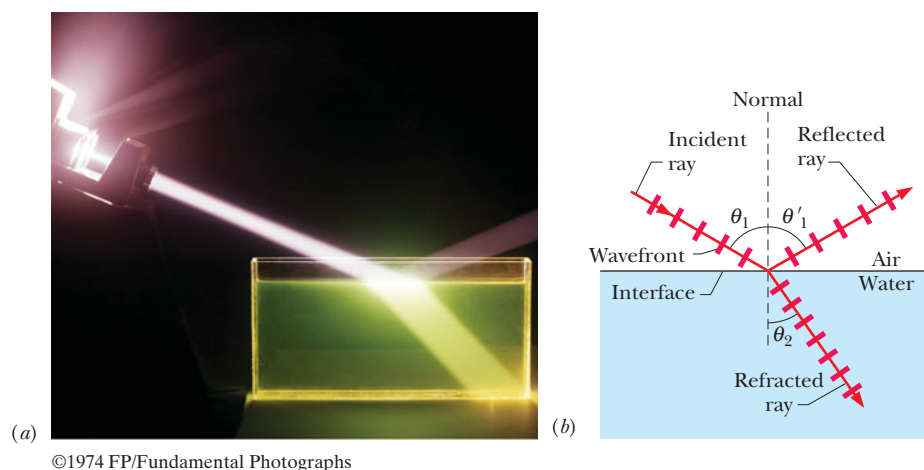 Normal
Incident
ray
Reflected
ray
θ1
θ′1
Wavefront
Air
Interface
Water
θ2
Refracted
ray
(a)
(b)
©1974 FP/Fundamental Photographs